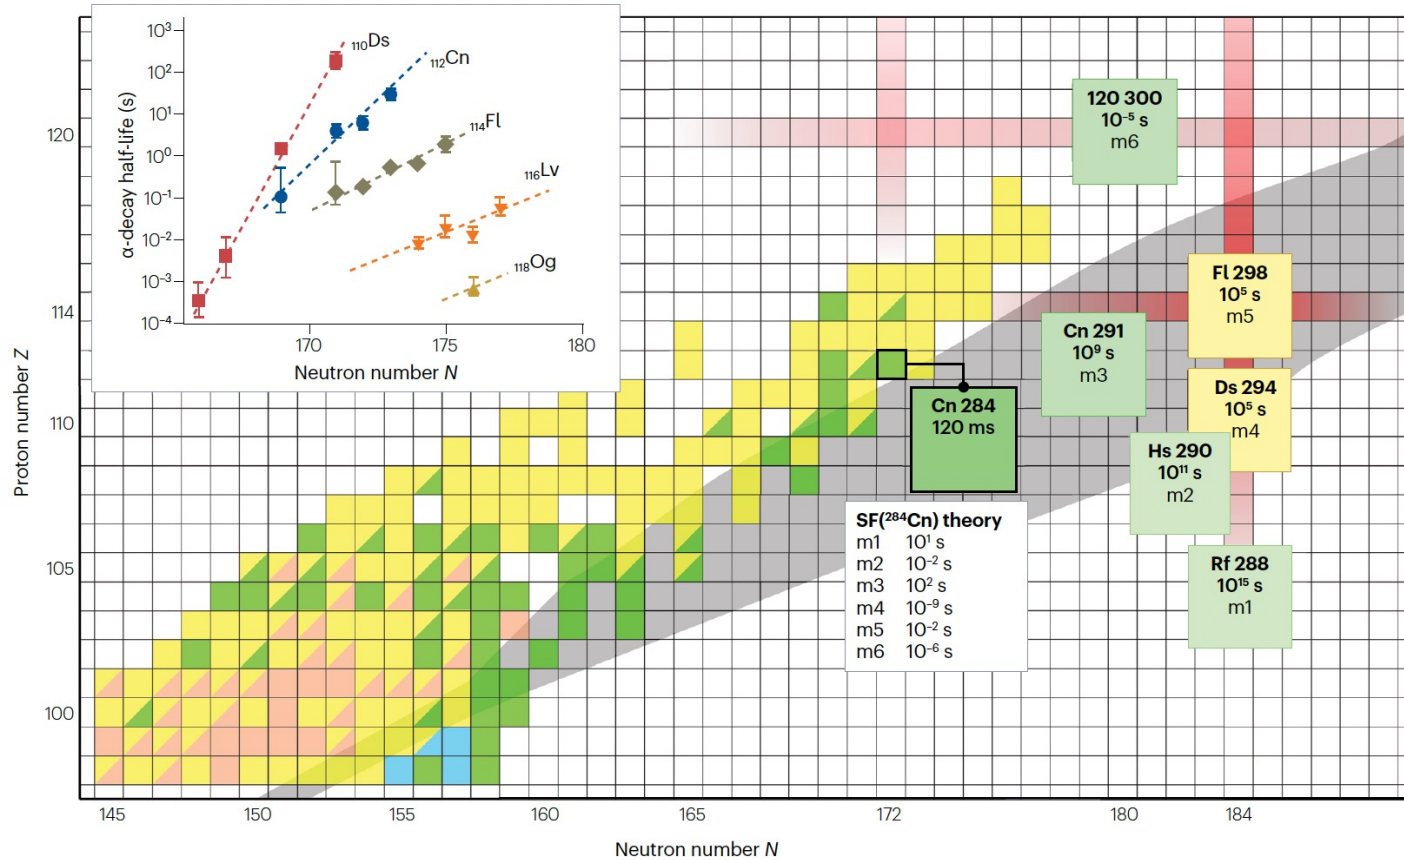 α-decay half-life (s)
10³
10²
10¹
10⁰
10⁻¹
10⁻²
10⁻³
10⁻⁴
₁₁₀Ds
₁₁₂Cn
₁₁₄Fl
₁₁₆Lv
₁₁₈Og
170
175
180
Neutron number N
Proton number Z
120
114
110
105
100
120 300
10⁻⁵ s
m6
Fl 298
10⁵ s
m5
Cn 291
10⁹ s
m3
Ds 294
10⁵ s
m4
Cn 284
120 ms
Hs 290
10¹¹ s
m2
Rf 288
10¹⁵ s
m1
SF(²⁸⁴Cn) theory
m1 10¹ s
m2 10⁻² s
m3 10² s
m4 10⁻⁹ s
m5 10⁻² s
m6 10⁻⁶ s
145
150
155
160
165
172
180
184
Neutron number N